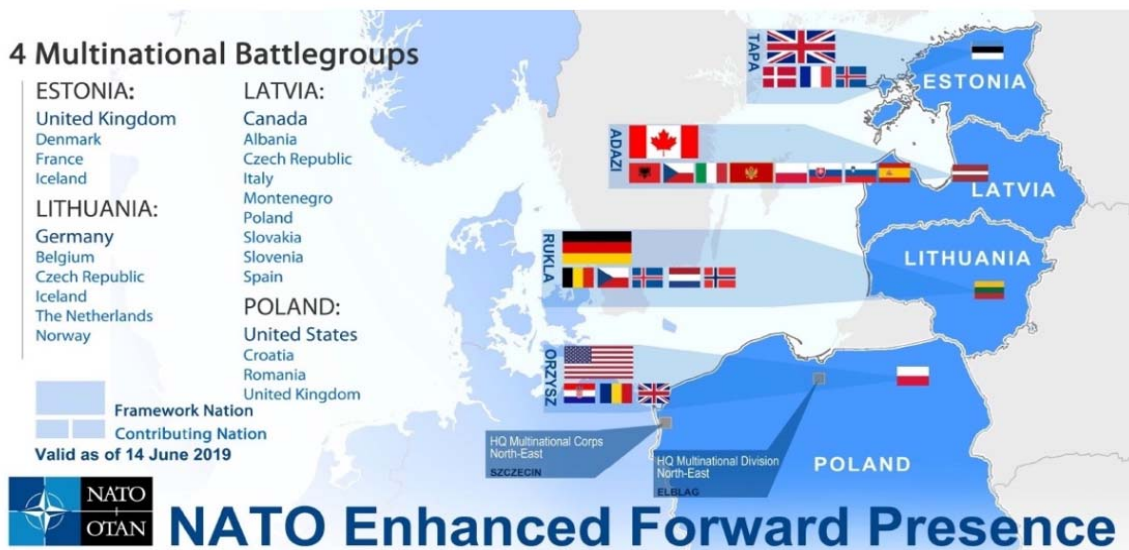 4 Multinational Battlegroups
ESTONIA:
United Kingdom
Denmark
France
Iceland
LITHUANIA:
Germany
Belgium
Czech Republic
Iceland
The Netherlands
Norway
LATVIA:
Canada
Albania
Czech Republic
Italy
Montenegro
Poland
Slovakia
Slovenia
Spain
POLAND:
United States
Croatia
Romania
United Kingdom
Framework Nation
Contributing Nation
Valid as of 14 June 2019
TAPA
ESTONIA
ADAZI
LATVIA
RUKLA
LITHUANIA
ORZYSZ
HQ Multinational Corps
North-East
SZCZECIN
HQ Multinational Division
North-East
ELBLAG
POLAND
NATO
OTAN
NATO Enhanced Forward Presence